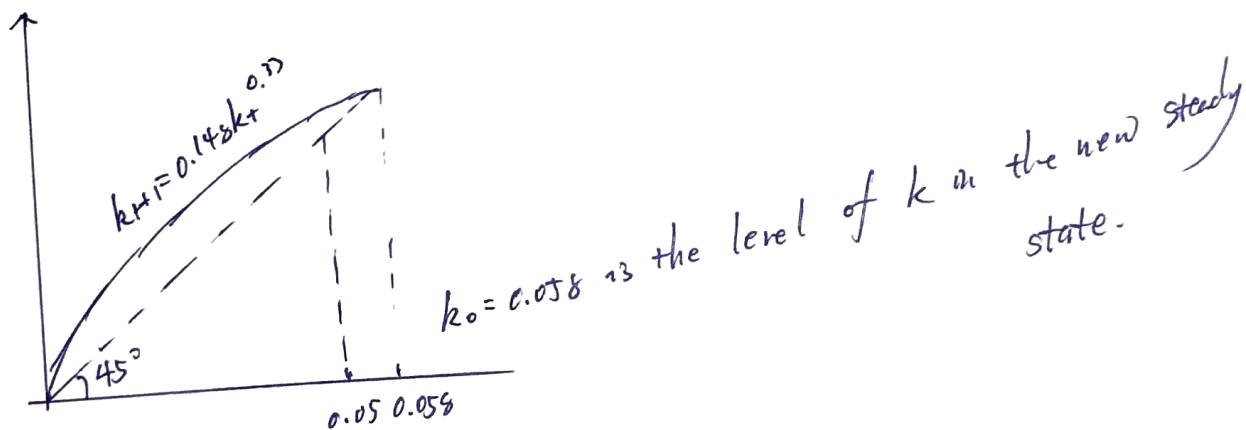 kt+1=0.148kt^0.33
45°
0.05 0.058
k₀=0.058 is the level of k in the new steady
state.